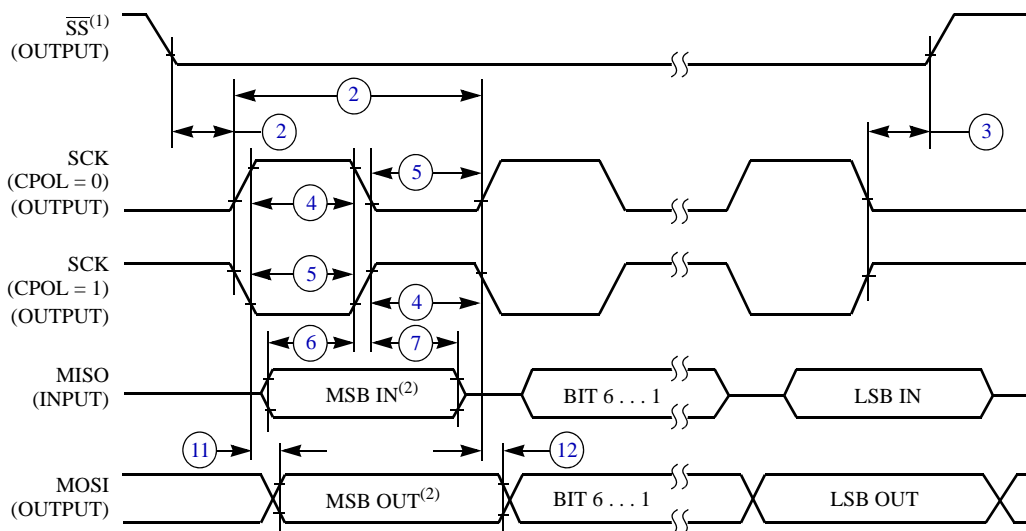 SS(1)
(OUTPUT)
2
2
3
SCK
(CPOL = 0)
(OUTPUT)
5
4
SCK
(CPOL = 1)
(OUTPUT)
5
4
6
7
MISO
(INPUT)
MSB IN(2)
BIT 6 . . . 1
LSB IN
11
12
MOSI
(OUTPUT)
MSB OUT(2)
BIT 6 . . . 1
LSB OUT